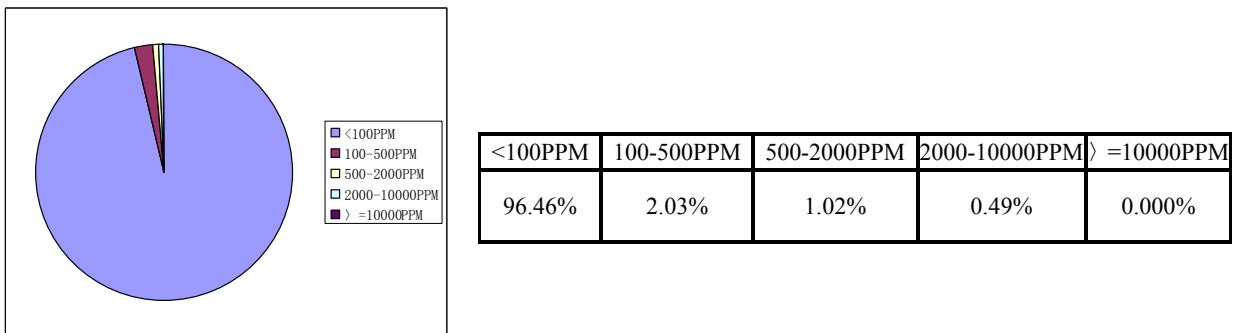 <100PPM
100-500PPM
500-2000PPM
2000-10000PPM
〉=10000PPM
<100PPM 100-500PPM 500-2000PPM 2000-10000PPM 〉=10000PPM
96.46% 2.03% 1.02% 0.49% 0.000%